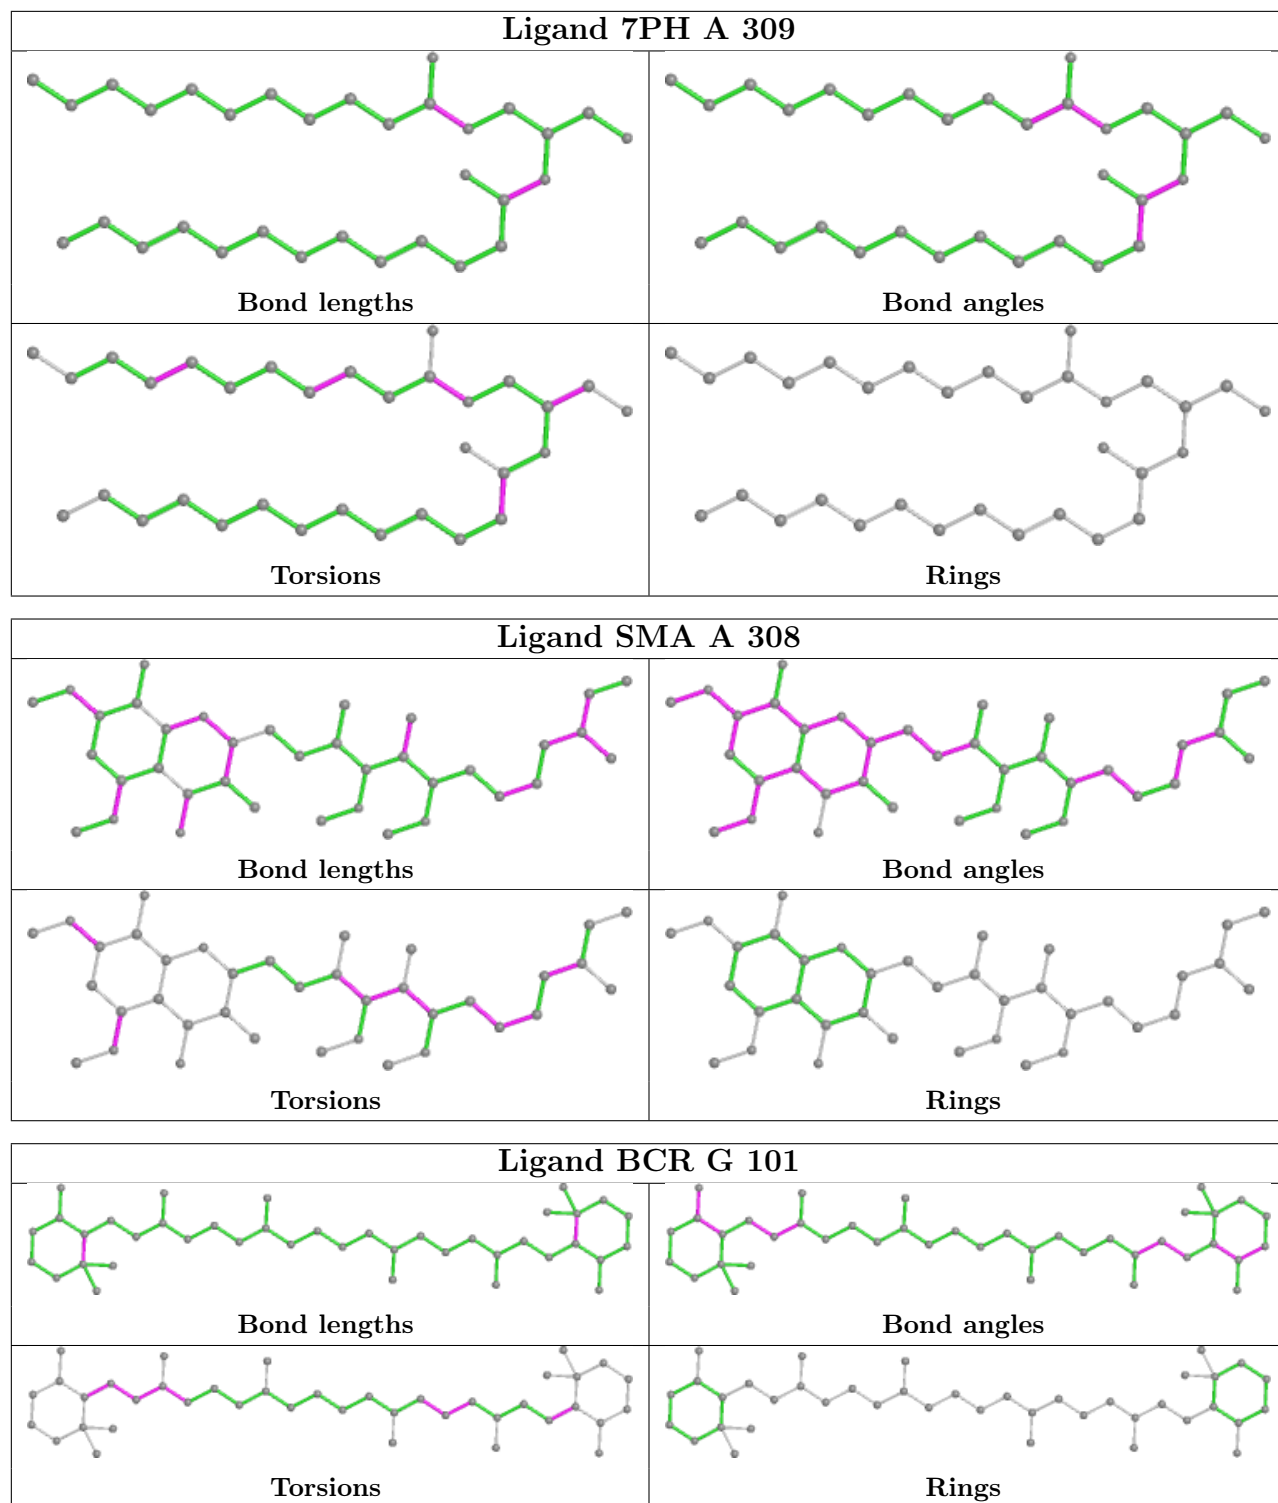 Ligand 7PH A 309
Bond lengths
Bond angles
Torsions
Rings
Ligand SMA A 308
Bond lengths
Bond angles
Torsions
Rings
Ligand BCR G 101
Bond lengths
Bond angles
Torsions
Rings